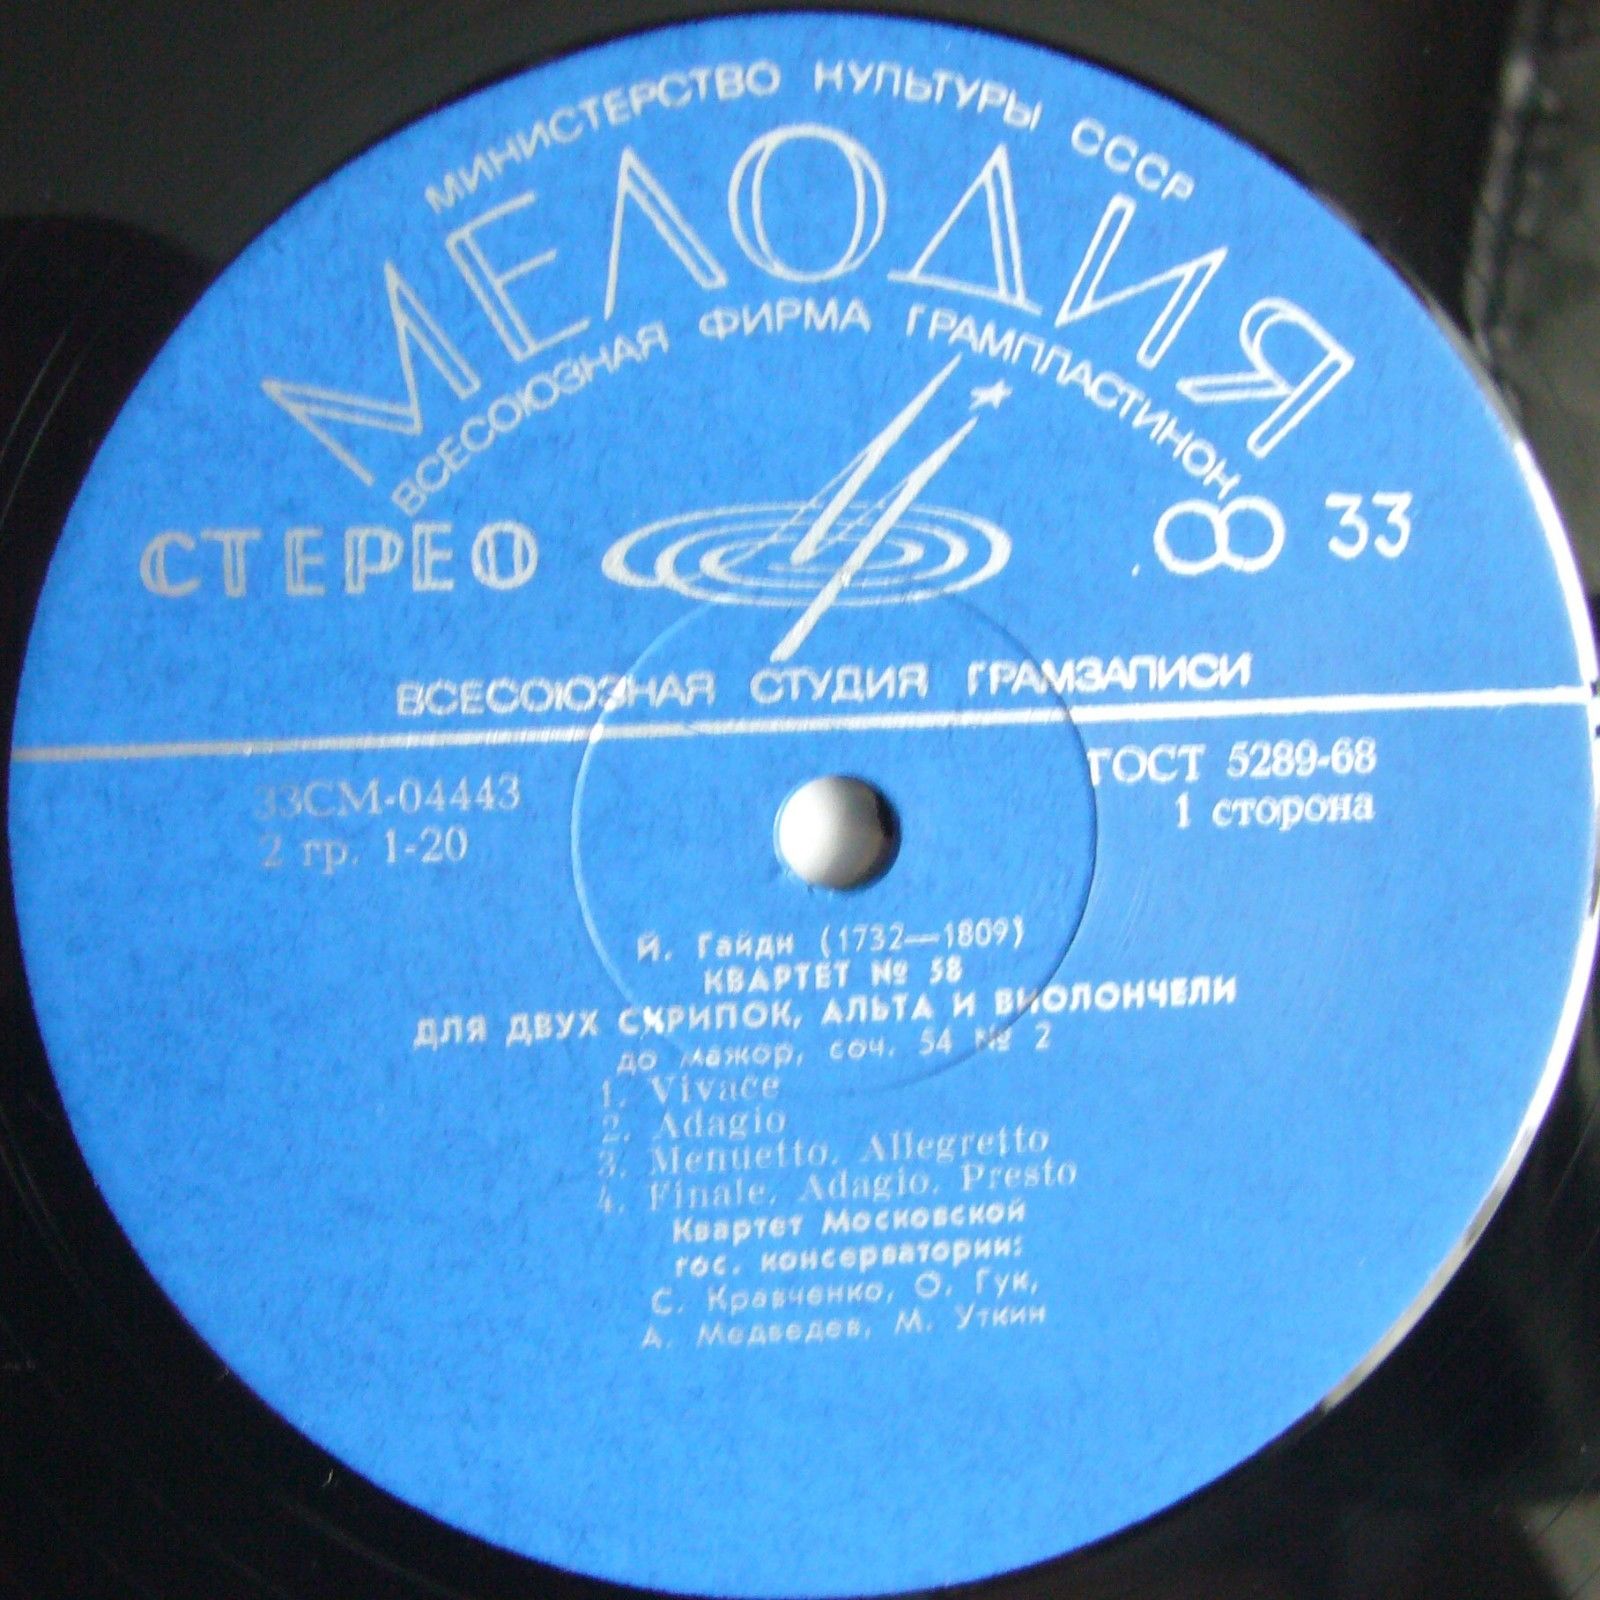 МИНИСТЕРСТВО КУЛЬТУРЫ СССР
МЕЛОДИЯ
ВСЕСОЮЗНАЯ ФИРМА ГРАМПЛАСТИНОК
СТЕРЕО
33
ВСЕСОЮЗНАЯ СТУДИЯ ГРАМЗАПИСИ
33СМ-04443
ГОСТ 5289-68
2 гр. 1-20
1 сторона
Й. Гайдн (1732—1809)
КВАРТЕТ № 58
ДЛЯ ДВУХ СКРИПОК, АЛЬТА И ВИОЛОНЧЕЛИ
до мажор, соч. 54 № 2
1. Vivace
2. Adagio
3. Menuetto. Allegretto
4. Finale. Adagio. Presto
Квартет Московской
гос. консерватории:
С. Кравченко, О. Гук,
А. Медведев, М. Уткин